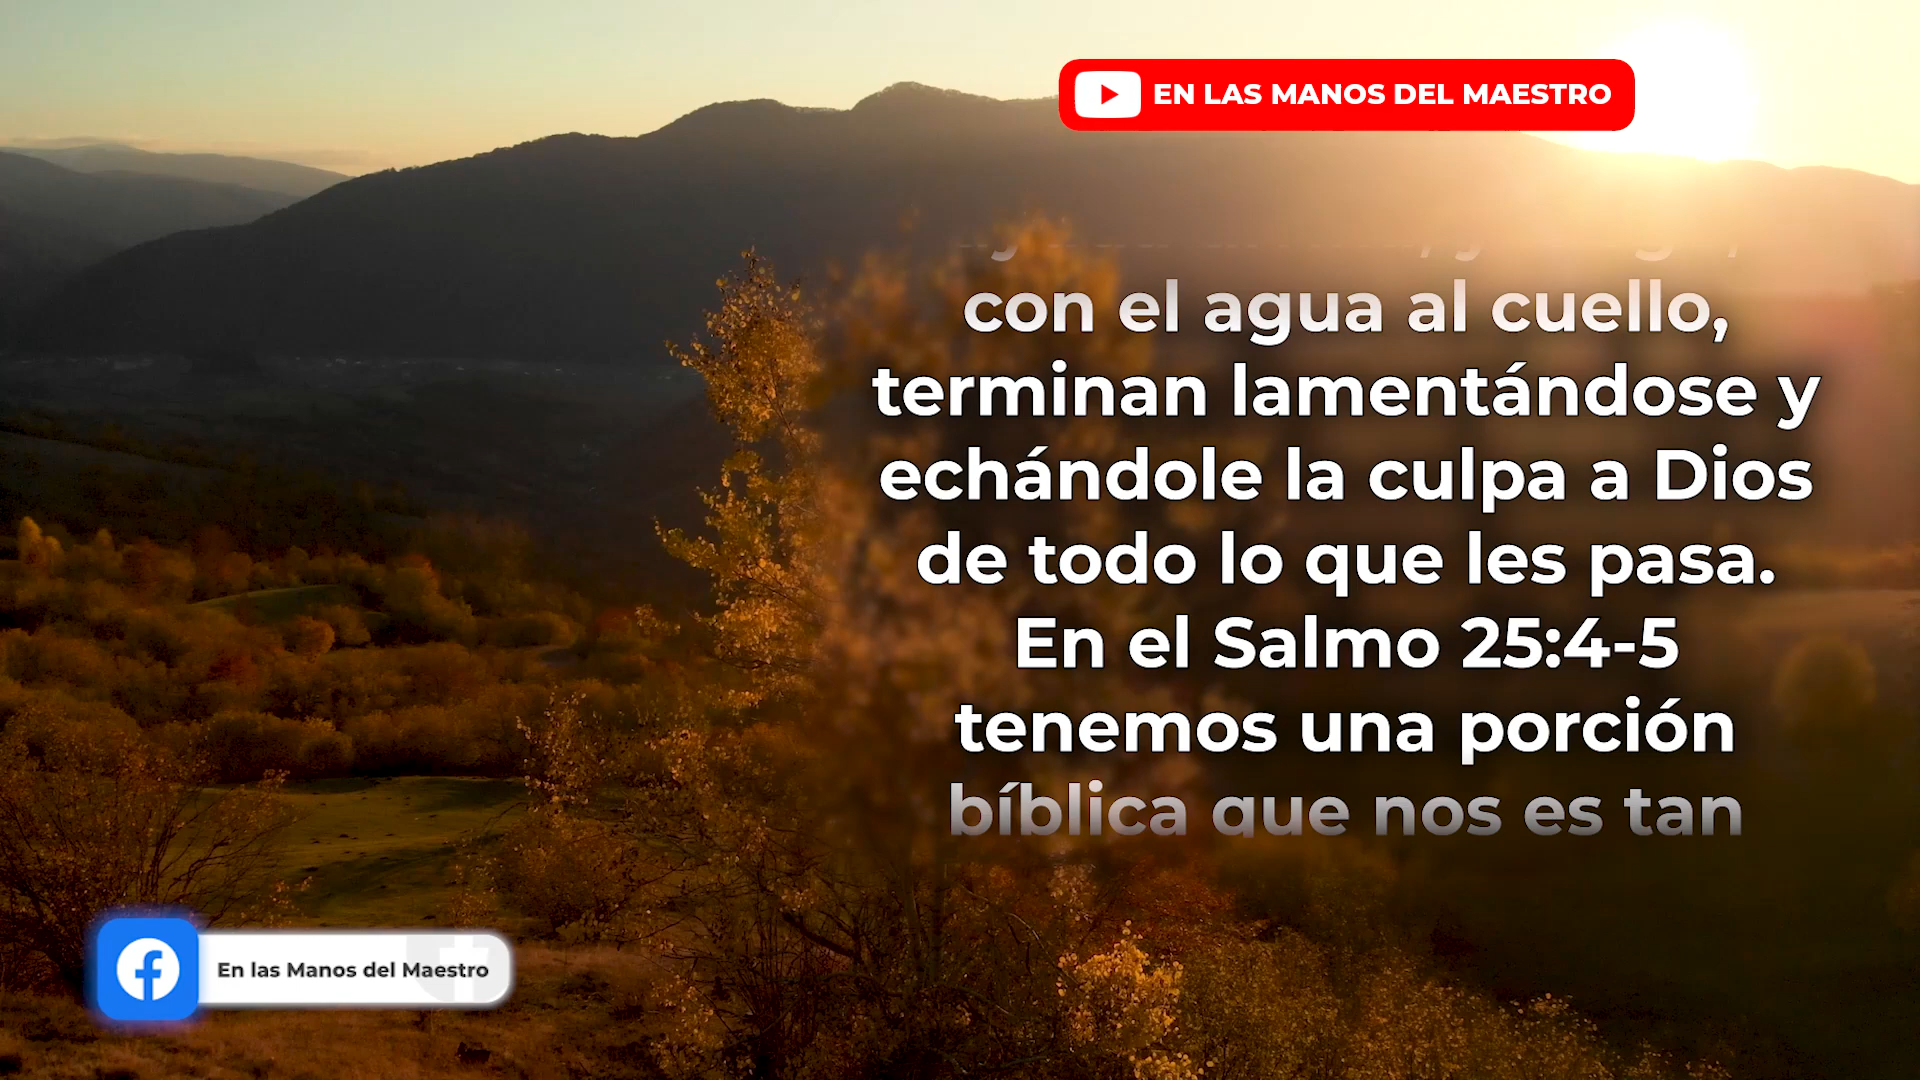 EN LAS MANOS DEL MAESTRO
con el agua al cuello,
terminan lamentándose y
echándole la culpa a Dios
de todo lo que les pasa.
En el Salmo 25:4-5
tenemos una porción
bíblica que nos es tan
En las Manos del Maestro